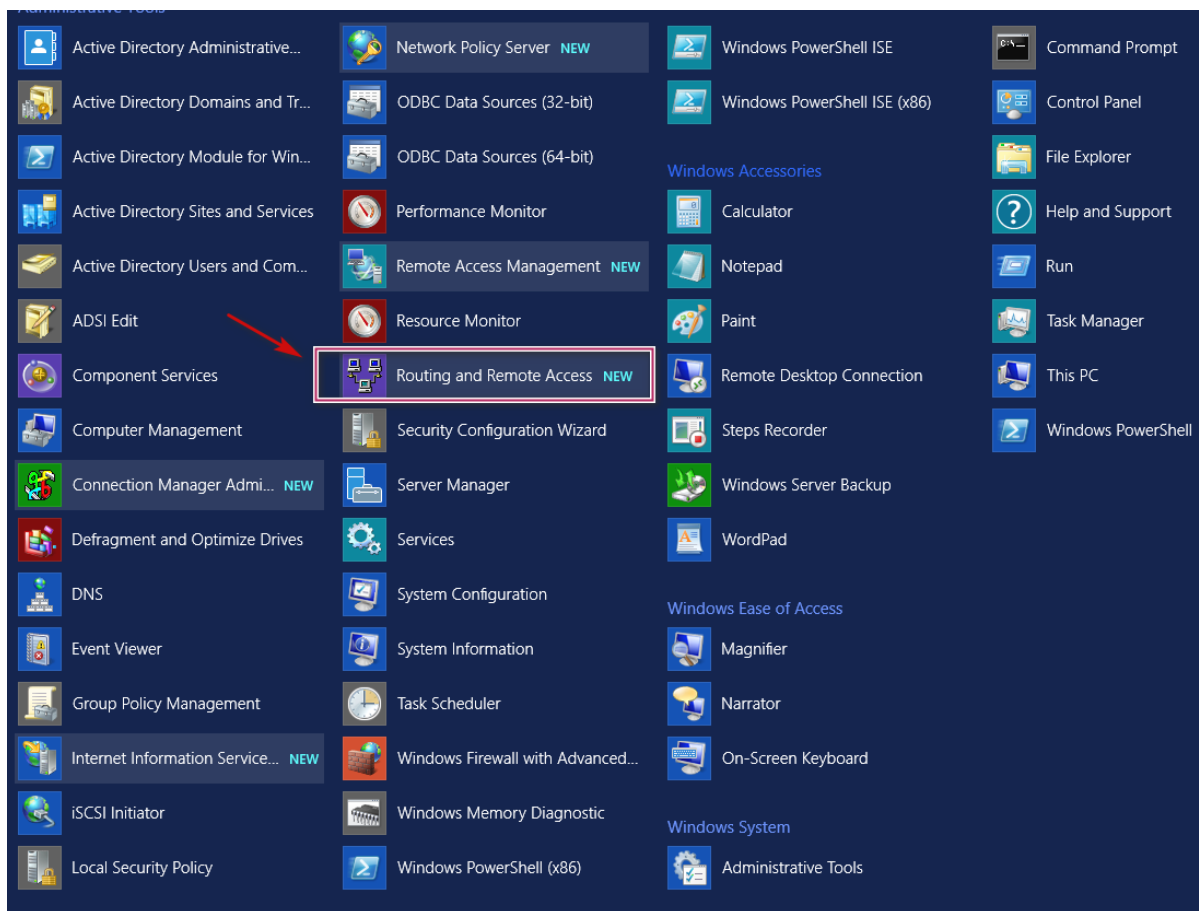 Administrative Tools
Active Directory Administrative...
Active Directory Domains and Tr...
Active Directory Module for Win...
Active Directory Sites and Services
Active Directory Users and Com...
ADSI Edit
Component Services
Computer Management
Connection Manager Admi... NEW
Defragment and Optimize Drives
DNS
Event Viewer
Group Policy Management
Internet Information Service... NEW
iSCSI Initiator
Local Security Policy
Network Policy Server NEW
ODBC Data Sources (32-bit)
ODBC Data Sources (64-bit)
Performance Monitor
Remote Access Management NEW
Resource Monitor
Routing and Remote Access NEW
Security Configuration Wizard
Server Manager
Services
System Configuration
System Information
Task Scheduler
Windows Firewall with Advanced...
Windows Memory Diagnostic
Windows PowerShell (x86)
Windows PowerShell ISE
Windows PowerShell ISE (x86)
Windows Accessories
Calculator
Notepad
Paint
Remote Desktop Connection
Steps Recorder
Windows Server Backup
WordPad
Windows Ease of Access
Magnifier
Narrator
On-Screen Keyboard
Windows System
Administrative Tools
C:\_
Command Prompt
Control Panel
File Explorer
Help and Support
Run
Task Manager
This PC
Windows PowerShell